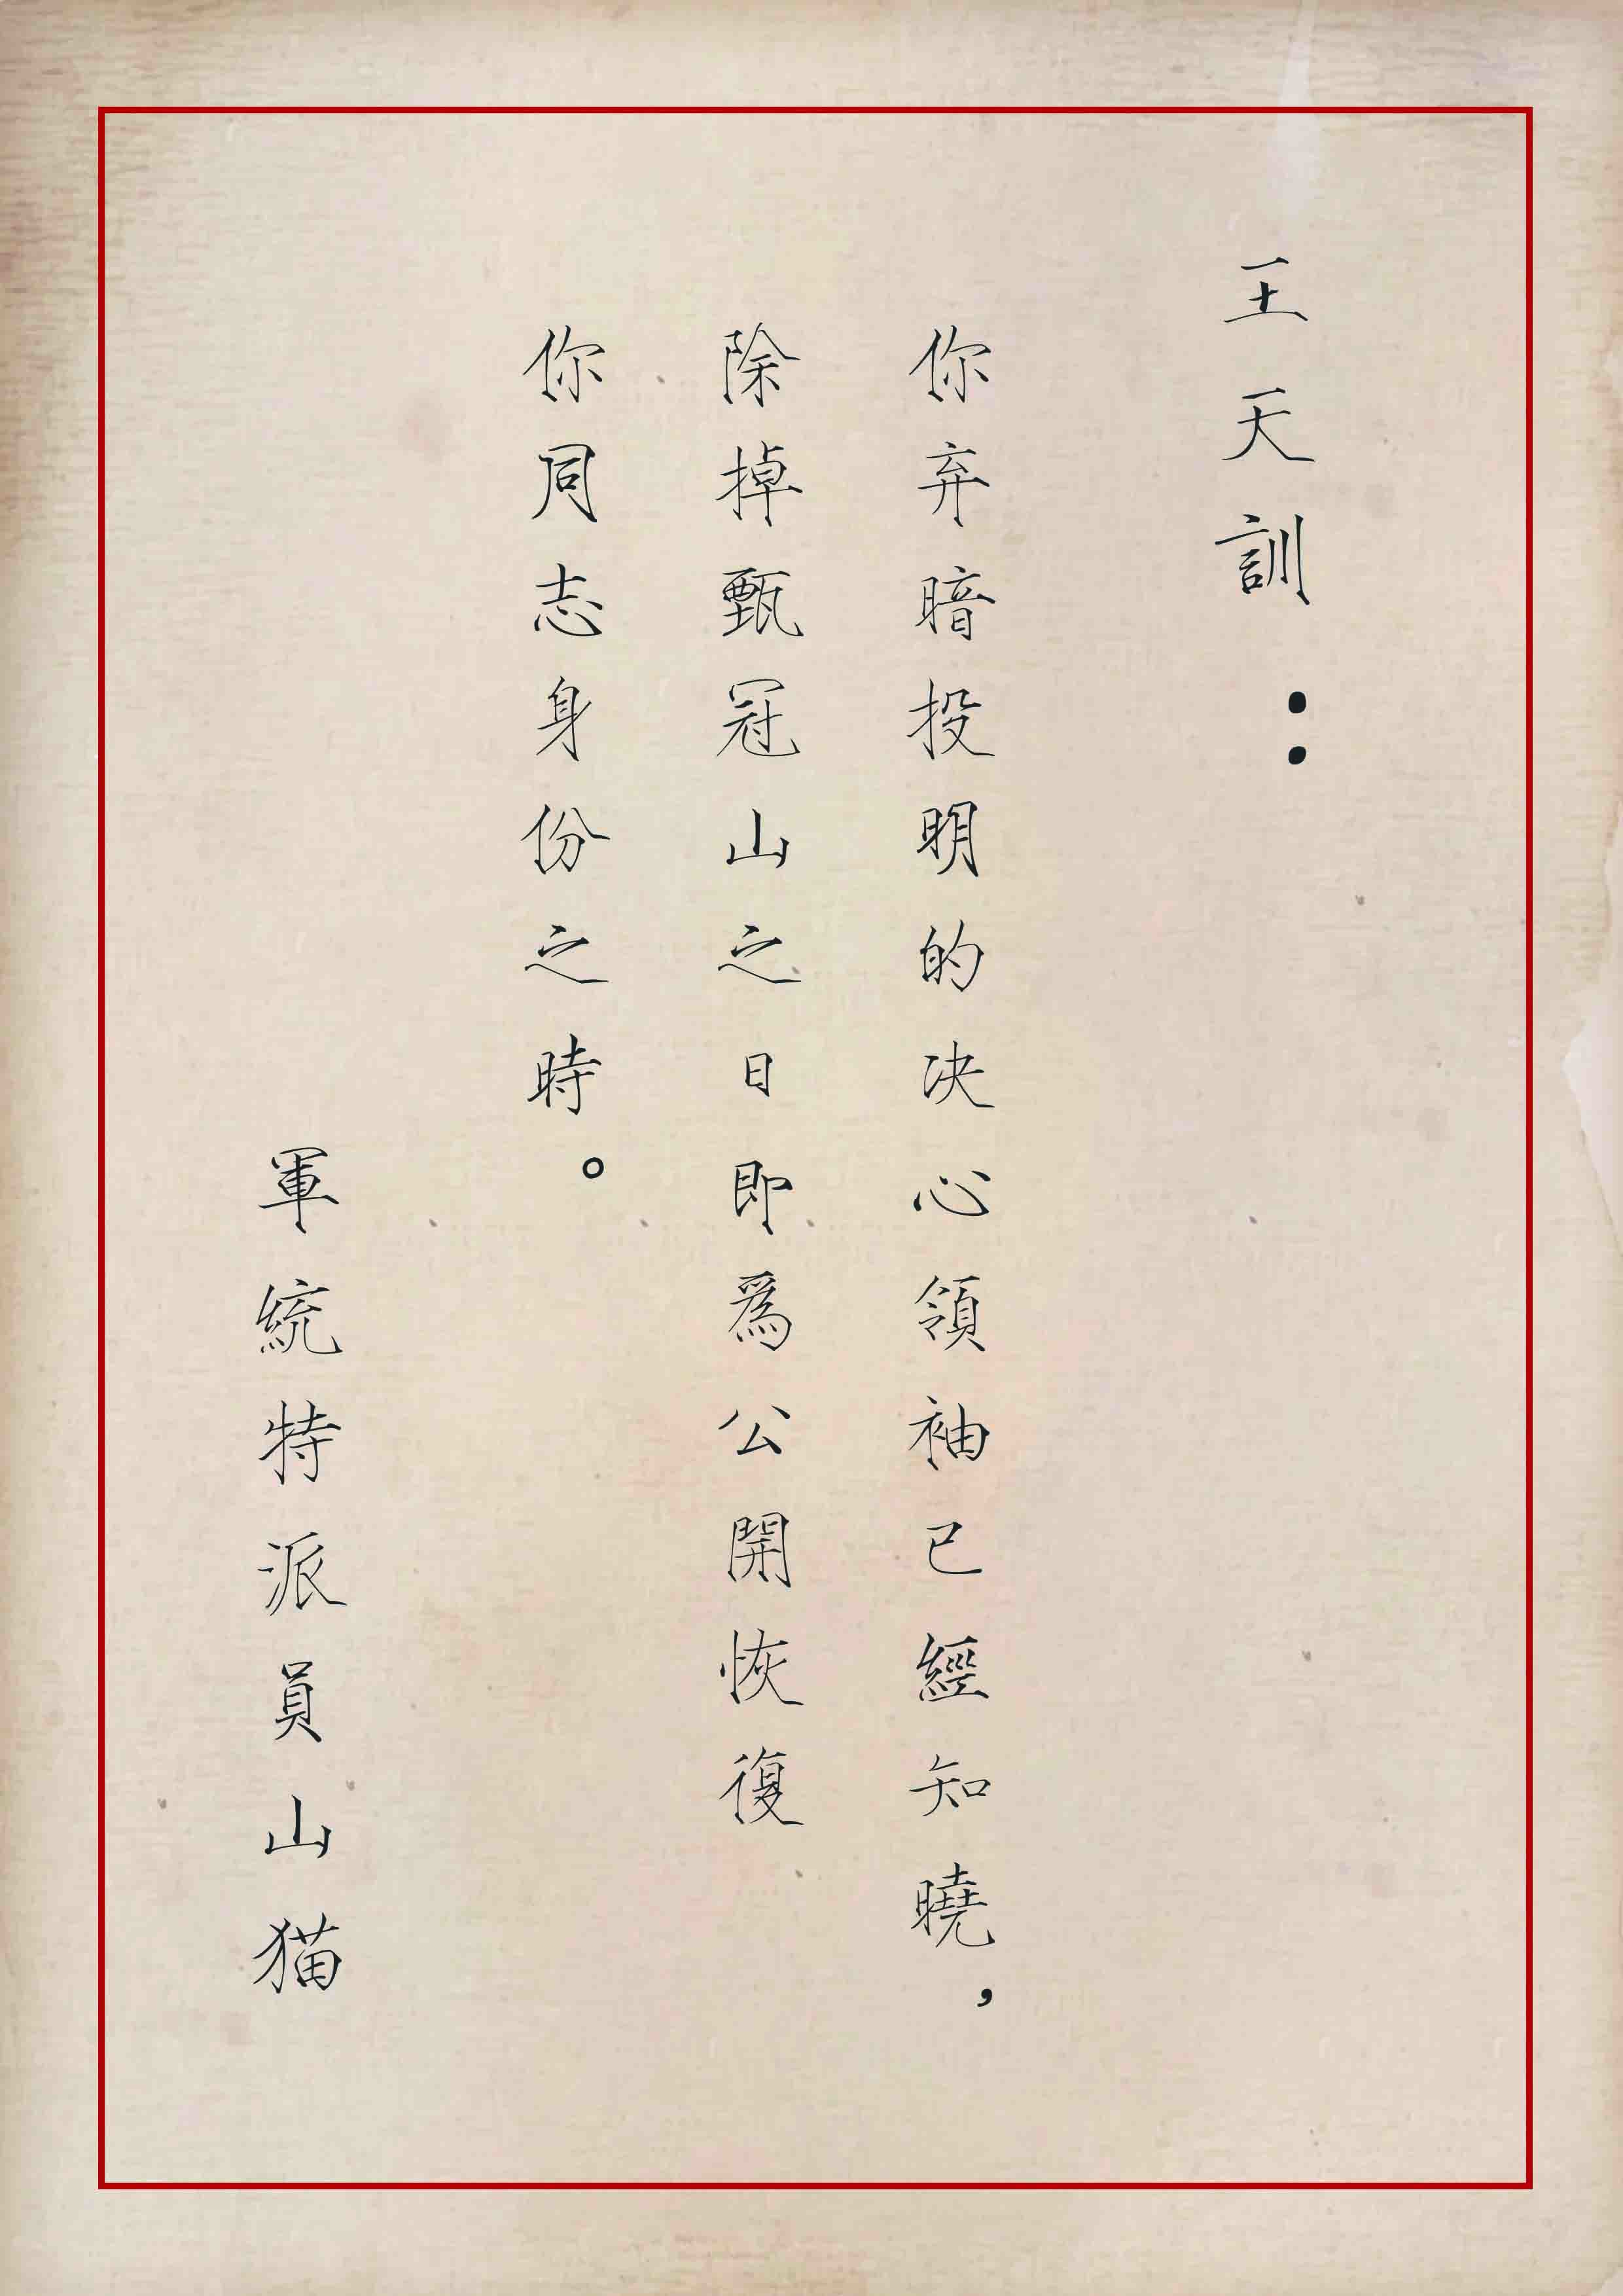 王天訓：
你弃暗投明的决心領袖已經知曉，
除掉甄冠山之日即爲公開恢復
你同志身份之時。
軍統特派員山猫